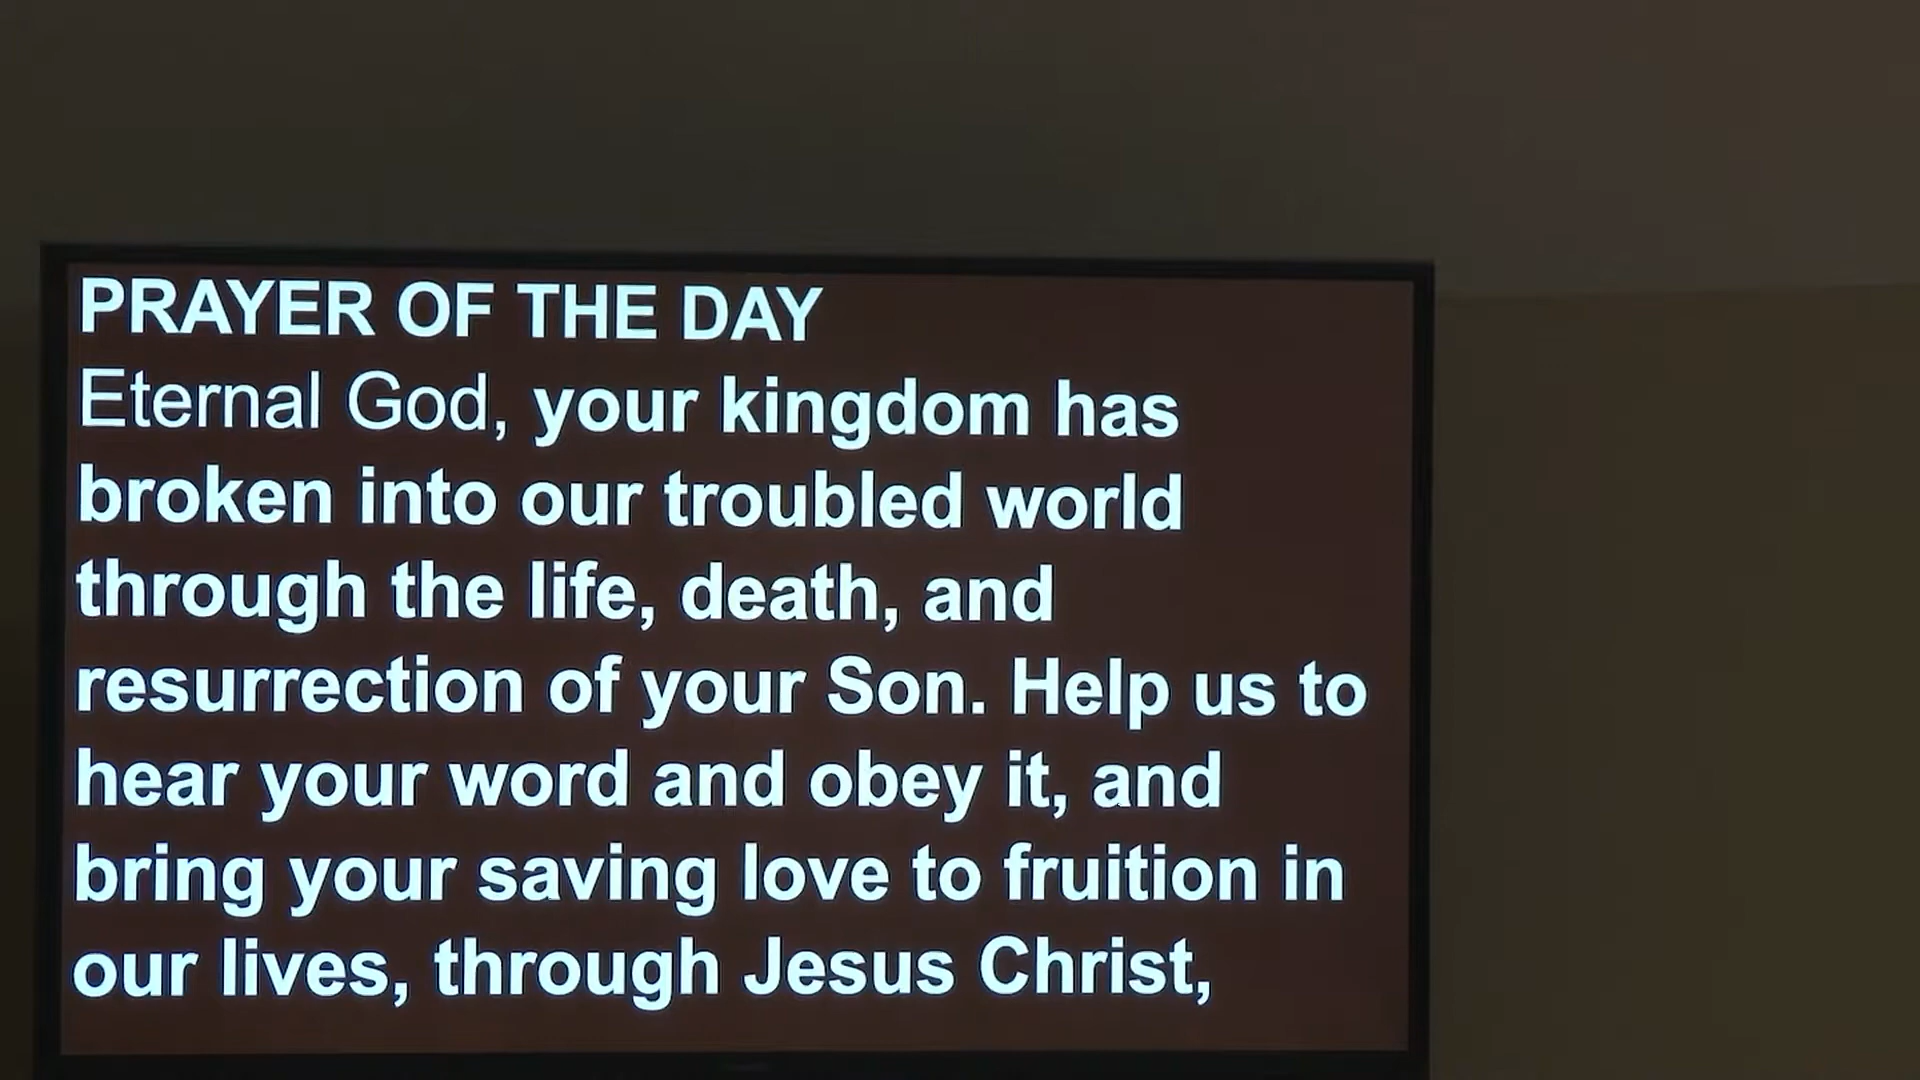 PRAYER OF THE DAY
Eternal God, your kingdom has
broken into our troubled world
through the life, death, and
resurrection of your Son. Help us to
hear your word and obey it, and
bring your saving love to fruition in
our lives, through Jesus Christ,